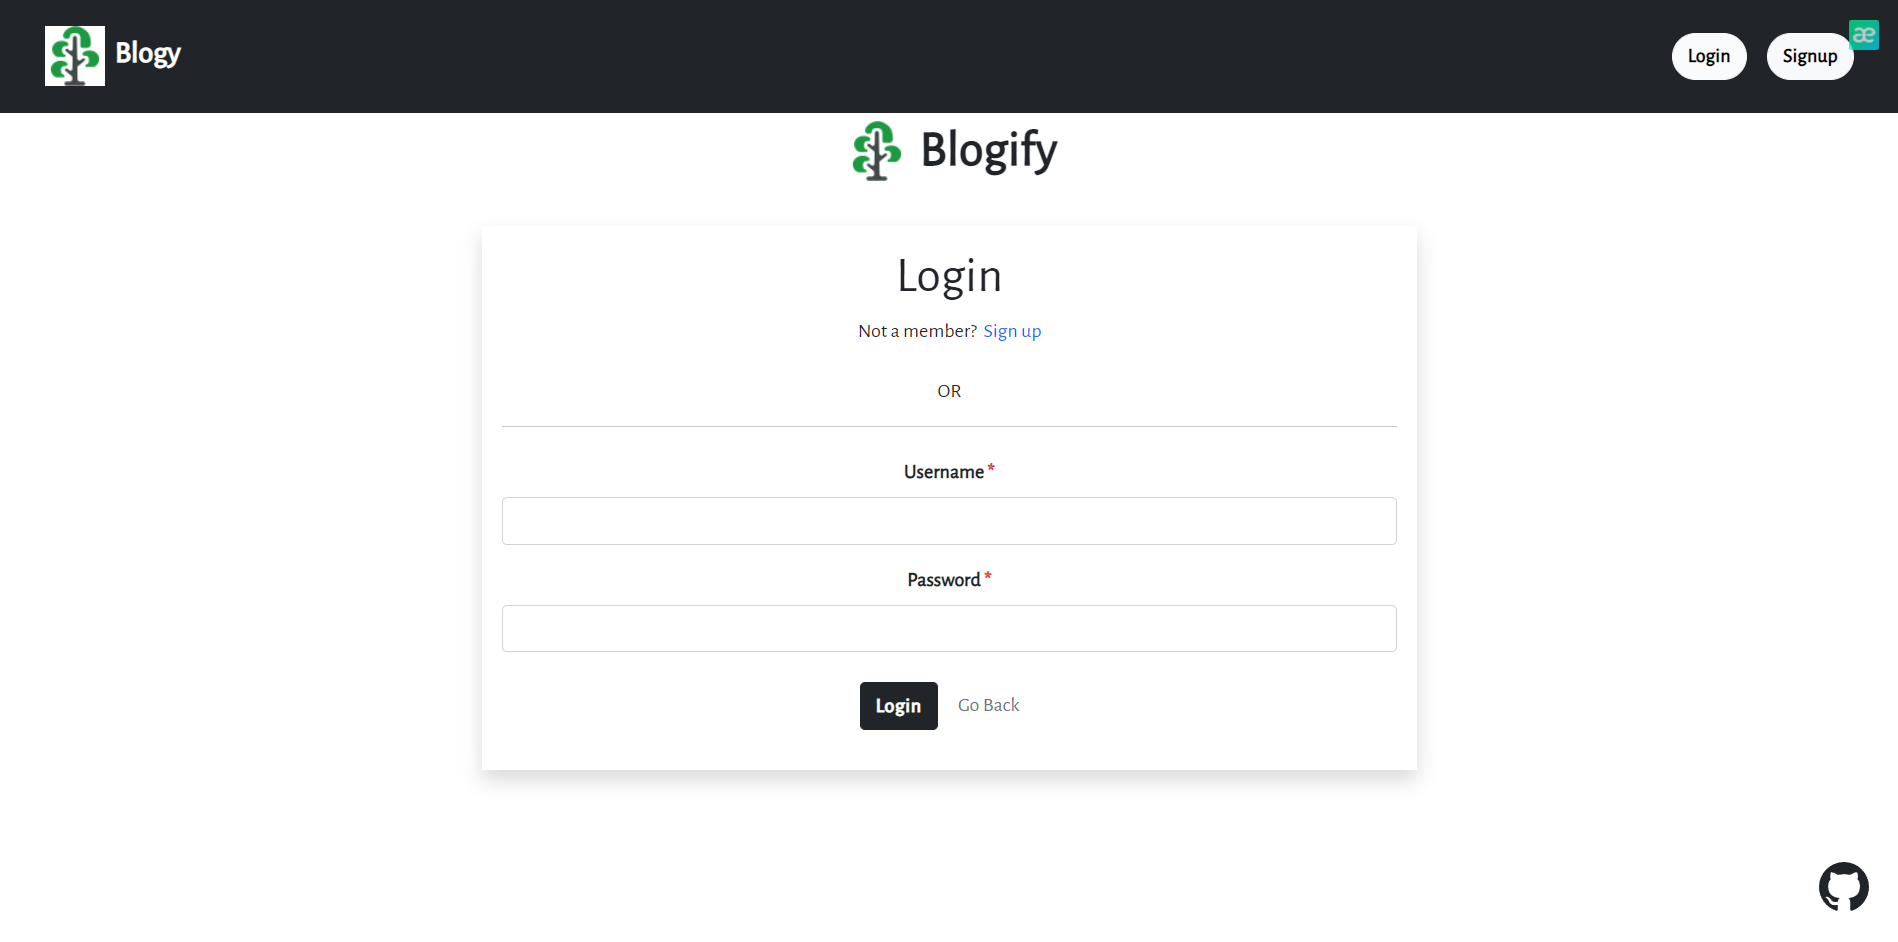 Blogy
Login Signup
æ
Blogify
Login
Not a member? Sign up
OR
Username *
Password *
Login Go Back